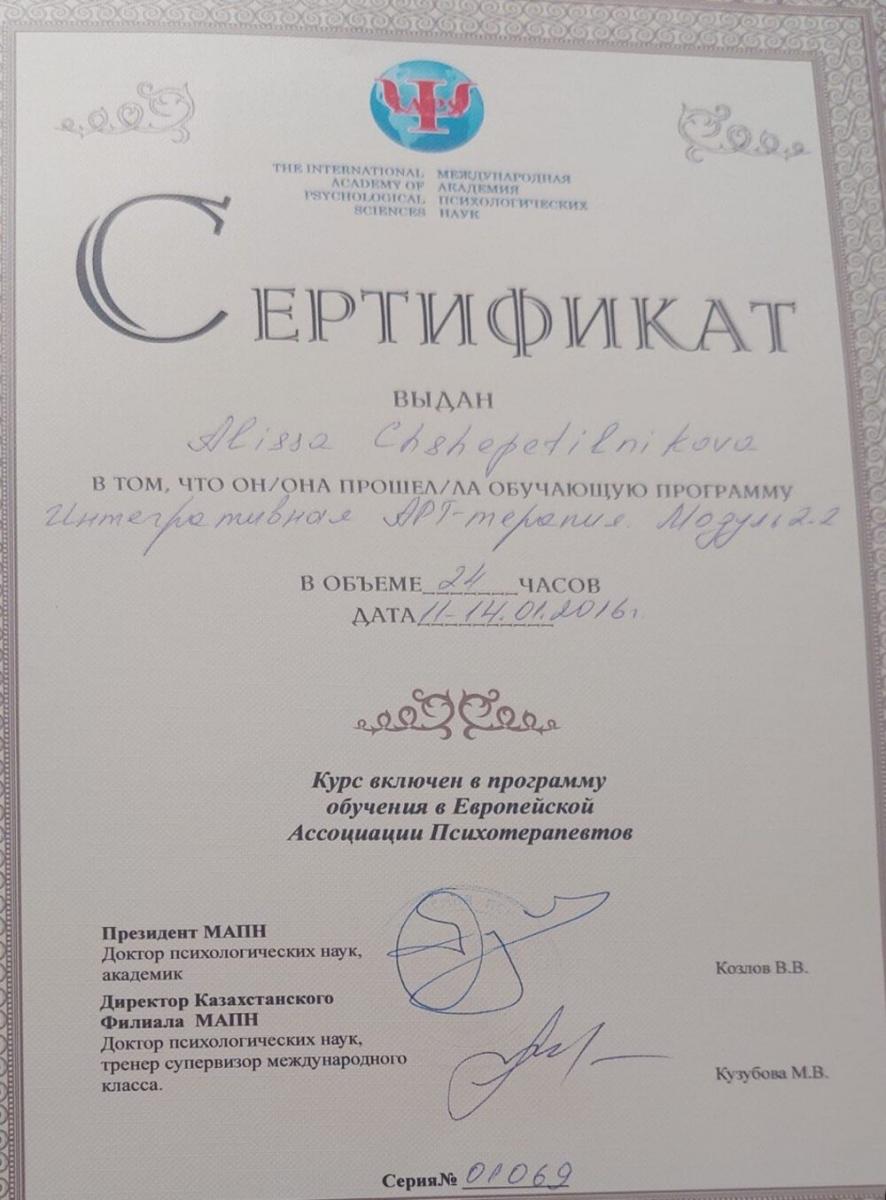 IAPS
THE INTERNATIONAL ACADEMY OF PSYCHOLOGICAL SCIENCES
МЕЖДУНАРОДНАЯ АКАДЕМИЯ ПСИХОЛОГИЧЕСКИХ НАУК
СЕРТИФИКАТ
ВЫДАН
Alissa Chshepetilnikova
В ТОМ, ЧТО ОН/ОНА ПРОШЕЛ/ЛА ОБУЧАЮЩУЮ ПРОГРАММУ
Интегративная АРТ-терапия. Модуль 2.2
В ОБЪЕМЕ 24 ЧАСОВ
ДАТА 11-14.01.2016г.
Курс включен в программу
обучения в Европейской
Ассоциации Психотерапевтов
Президент МАПН
Доктор психологических наук,
академик
Козлов В.В.
Директор Казахстанского
Филиала МАПН
Доктор психологических наук,
тренер супервизор международного
класса.
Кузубова М.В.
Серия№ 01069